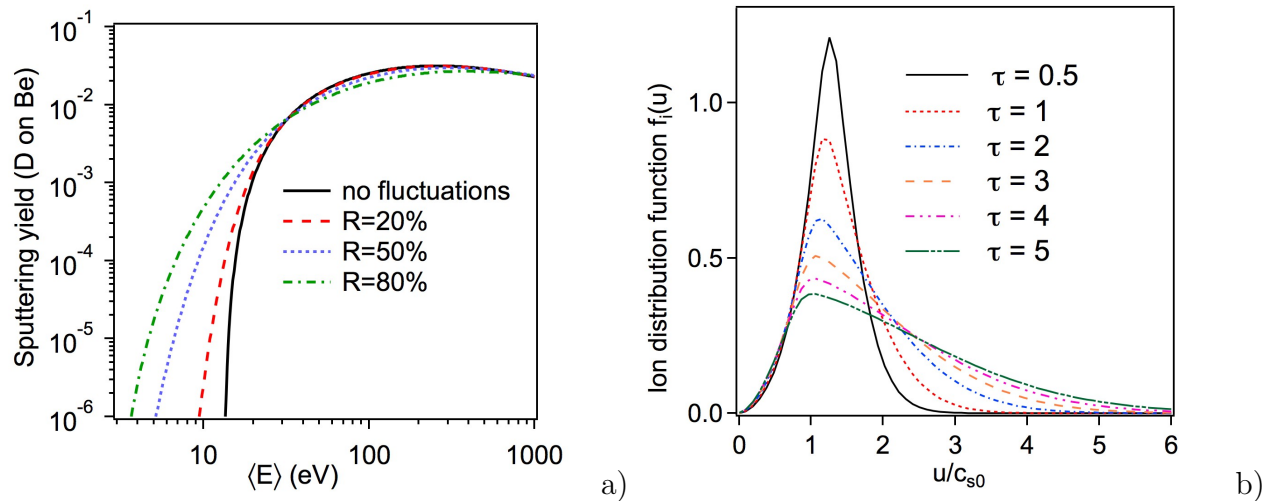 Sputtering yield (D on Be)
10^-1
10^-2
10^-3
10^-4
10^-5
10^-6
no fluctuations
R=20%
R=50%
R=80%
10
100
1000
⟨E⟩ (eV)
a)
Ion distribution function f_i(u)
1.0
0.5
0.0
τ = 0.5
τ = 1
τ = 2
τ = 3
τ = 4
τ = 5
0 1 2 3 4 5 6
u/c_s0
b)